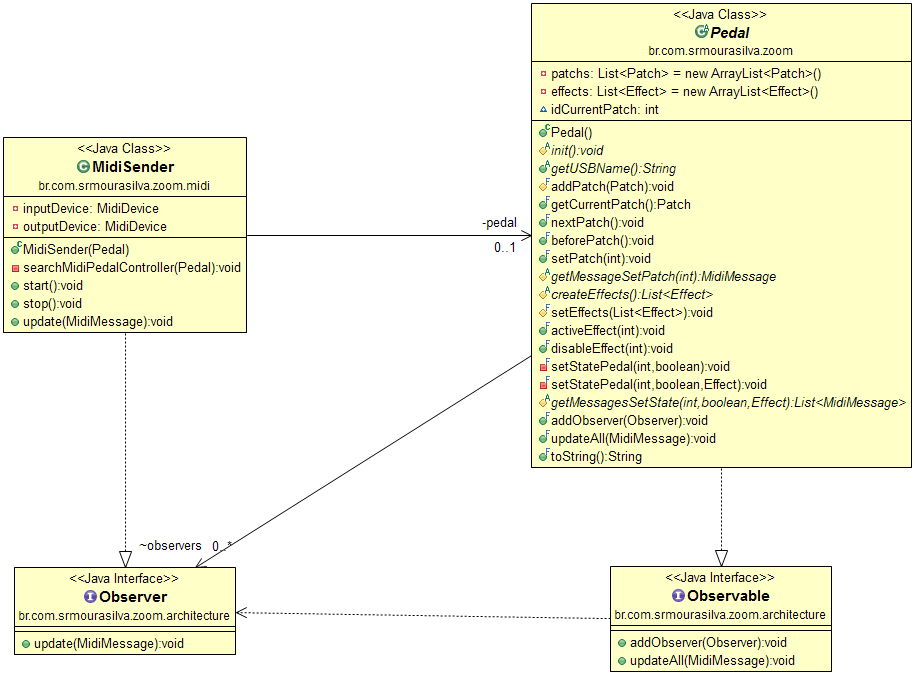 <<Java Class>>
Pedal
br.com.srmourasilva.zoom
patchs: List<Patch> = new ArrayList<Patch>()
effects: List<Effect> = new ArrayList<Effect>()
idCurrentPatch: int
Pedal()
init():void
getUSBName():String
addPatch(Patch):void
getCurrentPatch():Patch
nextPatch():void
beforePatch():void
setPatch(int):void
getMessageSetPatch(int):MidiMessage
createEffects():List<Effect>
setEffects(List<Effect>):void
activeEffect(int):void
disableEffect(int):void
setStatePedal(int,boolean):void
setStatePedal(int,boolean,Effect):void
getMessagesSetState(int,boolean,Effect):List<MidiMessage>
addObserver(Observer):void
updateAll(MidiMessage):void
toString():String
<<Java Class>>
MidiSender
br.com.srmourasilva.zoom.midi
inputDevice: MidiDevice
outputDevice: MidiDevice
MidiSender(Pedal)
searchMidiPedalController(Pedal):void
start():void
stop():void
update(MidiMessage):void
-pedal
0..1
~observers 0..*
<<Java Interface>>
Observer
br.com.srmourasilva.zoom.architecture
update(MidiMessage):void
<<Java Interface>>
Observable
br.com.srmourasilva.zoom.architecture
addObserver(Observer):void
updateAll(MidiMessage):void